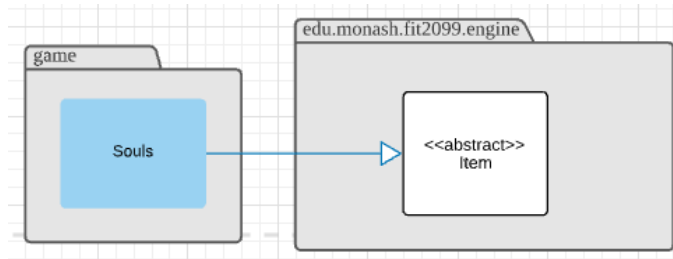 game
edu.monash.fit2099.engine
Souls
<<abstract>>
Item